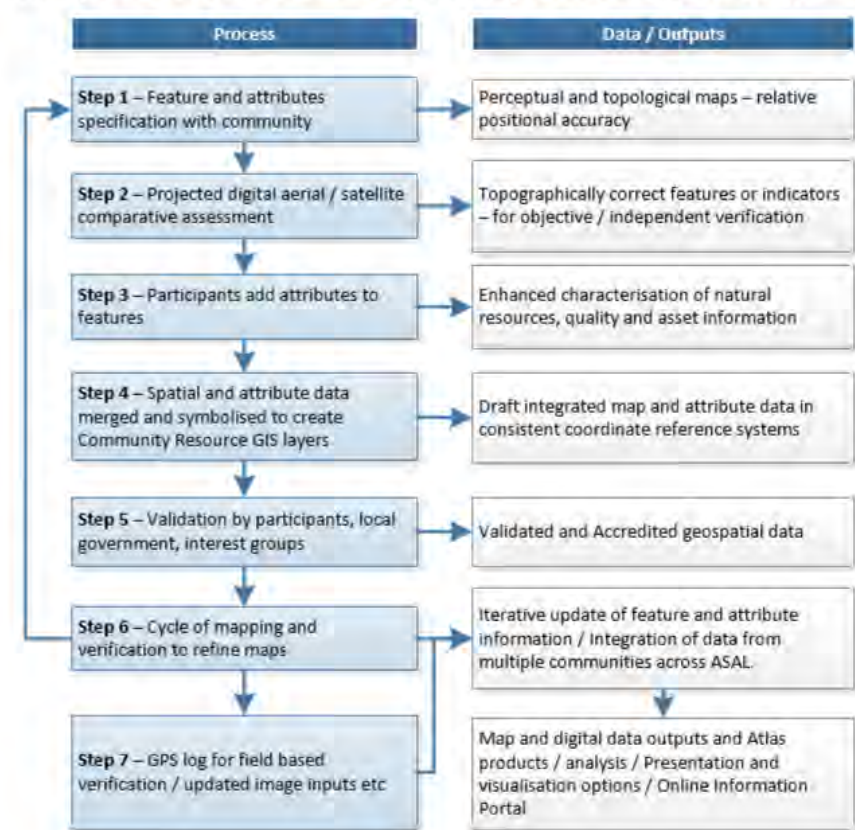 Process
Data / Outputs
Step 1 – Feature and attributes
specification with community
Perceptual and topological maps – relative
positional accuracy
Step 2 – Projected digital aerial / satellite
comparative assessment
Topographically correct features or indicators
– for objective / independent verification
Step 3 – Participants add attributes to
features
Enhanced characterisation of natural
resources, quality and asset information
Step 4 – Spatial and attribute data
merged and symbolised to create
Community Resource GIS layers
Draft integrated map and attribute data in
consistent coordinate reference systems
Step 5 – Validation by participants, local
government, interest groups
Validated and Accredited geospatial data
Step 6 – Cycle of mapping and
verification to refine maps
Iterative update of feature and attribute
information / Integration of data from
multiple communities across ASAL.
Step 7 – GPS log for field based
verification / updated image inputs etc
Map and digital data outputs and Atlas
products / analysis / Presentation and
visualisation options / Online Information
Portal